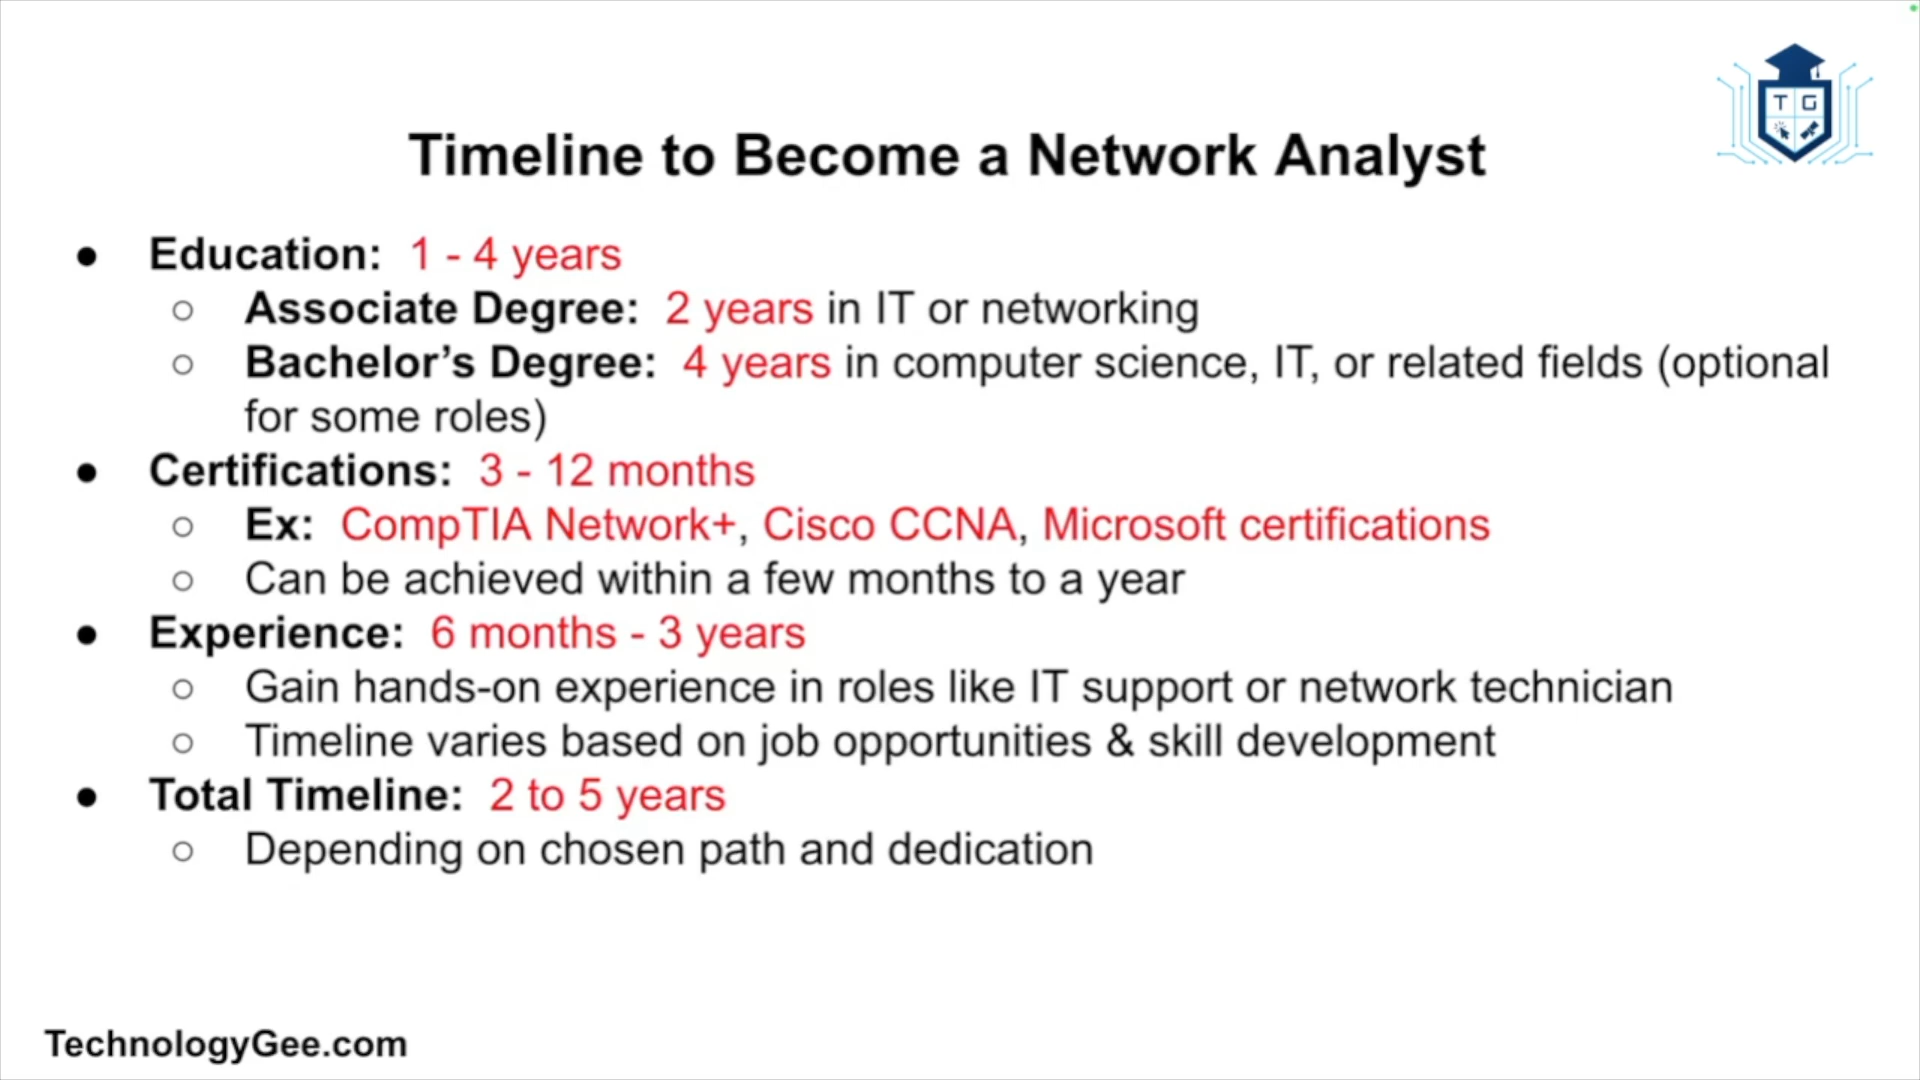 T G
Timeline to Become a Network Analyst
● Education: 1 - 4 years
○ Associate Degree: 2 years in IT or networking
○ Bachelor’s Degree: 4 years in computer science, IT, or related fields (optional
for some roles)
● Certifications: 3 - 12 months
○ Ex: CompTIA Network+, Cisco CCNA, Microsoft certifications
○ Can be achieved within a few months to a year
● Experience: 6 months - 3 years
○ Gain hands-on experience in roles like IT support or network technician
○ Timeline varies based on job opportunities & skill development
● Total Timeline: 2 to 5 years
○ Depending on chosen path and dedication
TechnologyGee.com